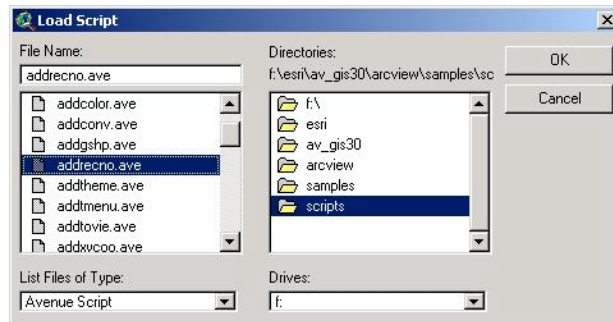 Load Script
File Name:
addrecno.ave
addcolor.ave
addconv.ave
addgshp.ave
addrecno.ave
addtheme.ave
addtmenu.ave
addtovie.ave
addxycoo.ave
List Files of Type:
Avenue Script
Directories:
f:\esri\av_gis30\arcview\samples\sc
f:\
esri
av_gis30
arcview
samples
scripts
Drives:
f:
OK
Cancel